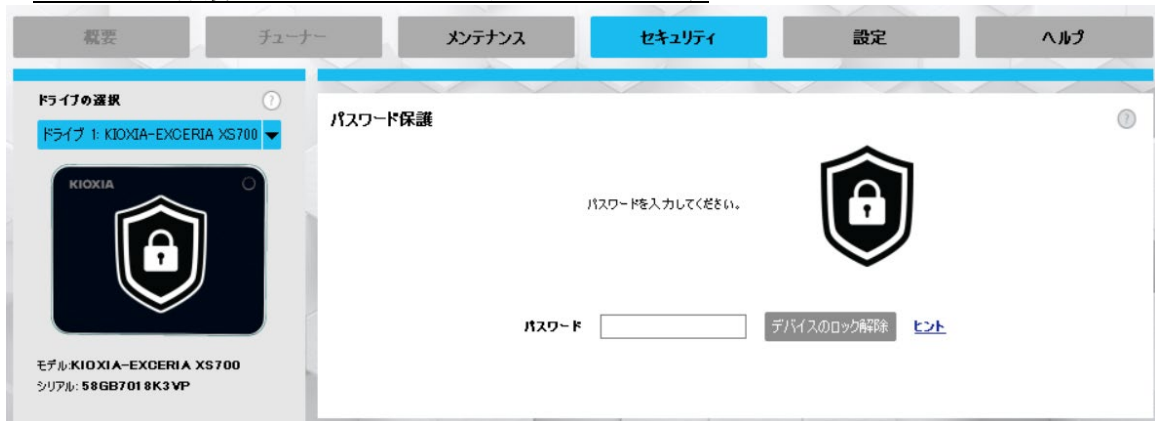 概要
チューナー
メンテナンス
セキュリティ
設定
ヘルプ
ドライブの選択 ?
ドライブ 1: KIOXIA-EXCERIA XS700
KIOXIA
モデル:KIOXIA-EXCERIA XS700
シリアル: 58GB7018K3VP
パスワード保護 ?
パスワードを入力してください。
パスワード
デバイスのロック解除
ヒント